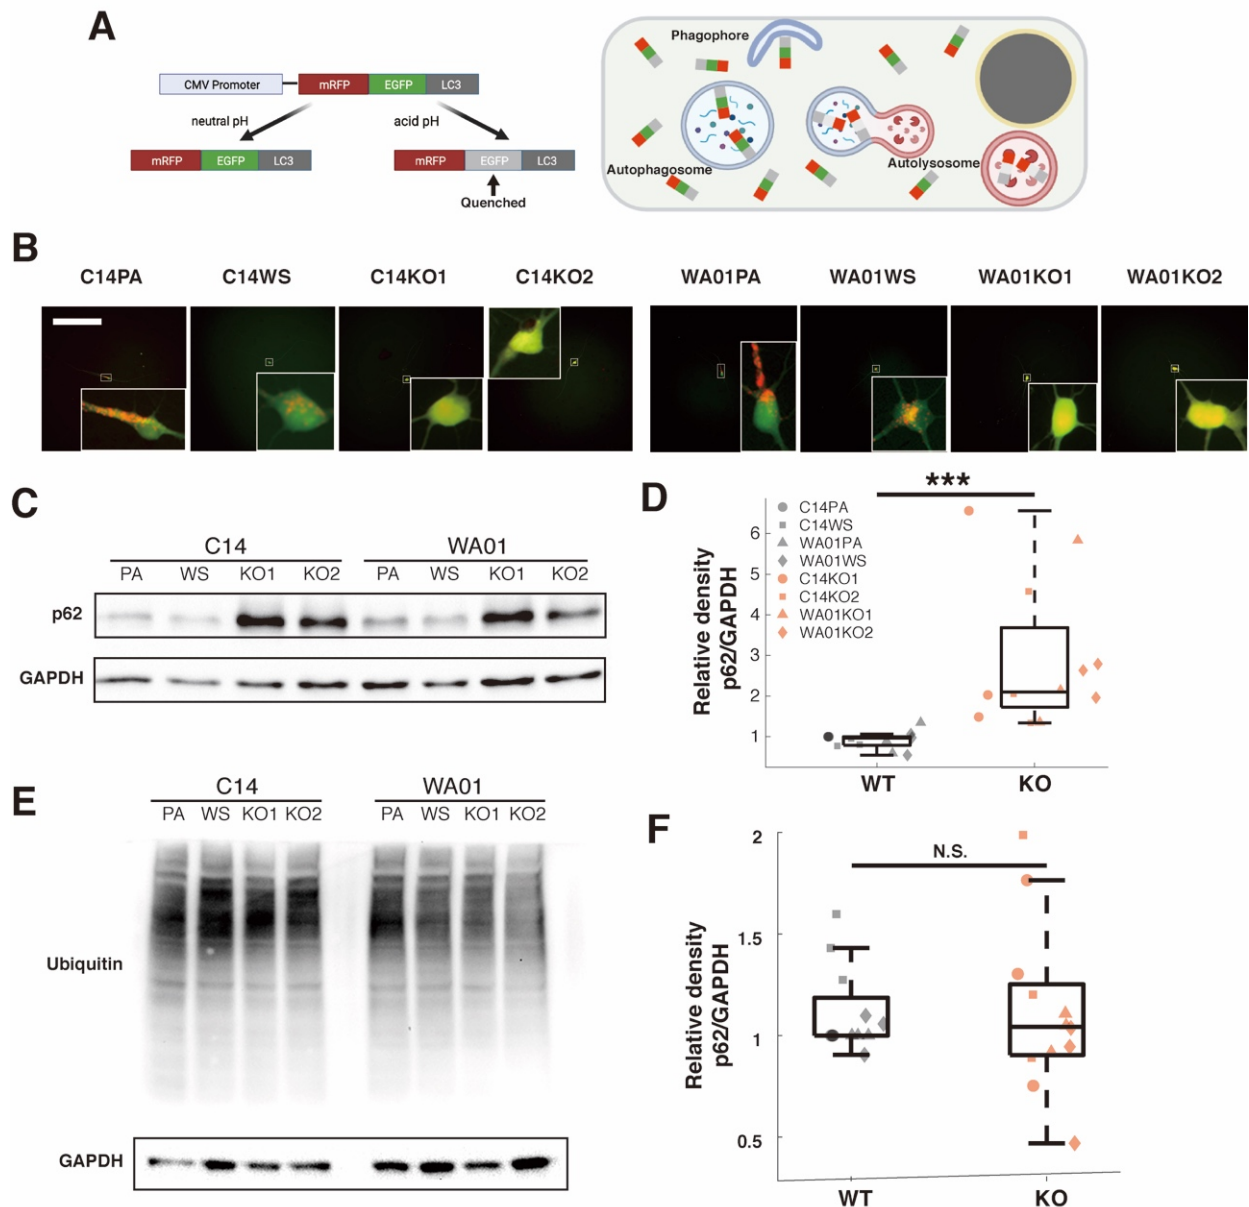 A
CMV Promoter
mRFP
EGFP
LC3
neutral pH
acid pH
mRFP
EGFP
LC3
mRFP
EGFP
LC3
Quenched
Phagophore
Autophagosome
Autolysosome
B
C14PA
C14WS
C14KO1
C14KO2
WA01PA
WA01WS
WA01KO1
WA01KO2
C
C14
WA01
PA WS KO1 KO2 PA WS KO1 KO2
p62
GAPDH
D
***
C14PA
C14WS
WA01PA
WA01WS
C14KO1
C14KO2
WA01KO1
WA01KO2
Relative density
p62/GAPDH
6
5
4
3
2
1
WT
KO
E
C14
WA01
PA WS KO1 KO2 PA WS KO1 KO2
Ubiquitin
GAPDH
F
N.S.
Relative density
p62/GAPDH
2
1.5
1
0.5
WT
KO